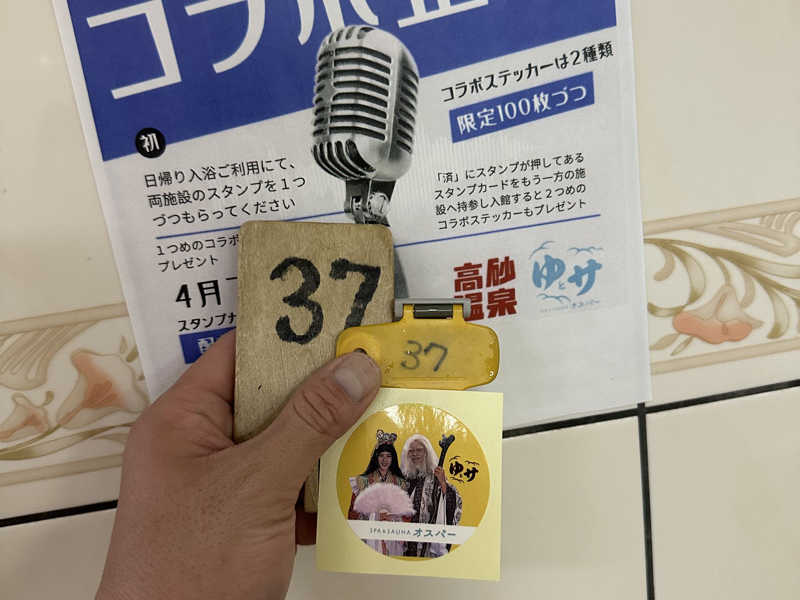 コラボ企
コラボステッカーは2種類
限定100枚づつ
初
日帰り入浴ご利用にて、
両施設のスタンプを1つ
づつもらってください
「済」にスタンプが押してある
スタンプカードをもう一方の施
設へ持参し入館すると2つめの
コラボステッカーもプレゼント
1つめのコラボ
プレゼント
4月
スタンプ
配
高砂
温泉
ゆとサ
オスパー
37
37
ゆとサ
SPA&SAUNA オスパー